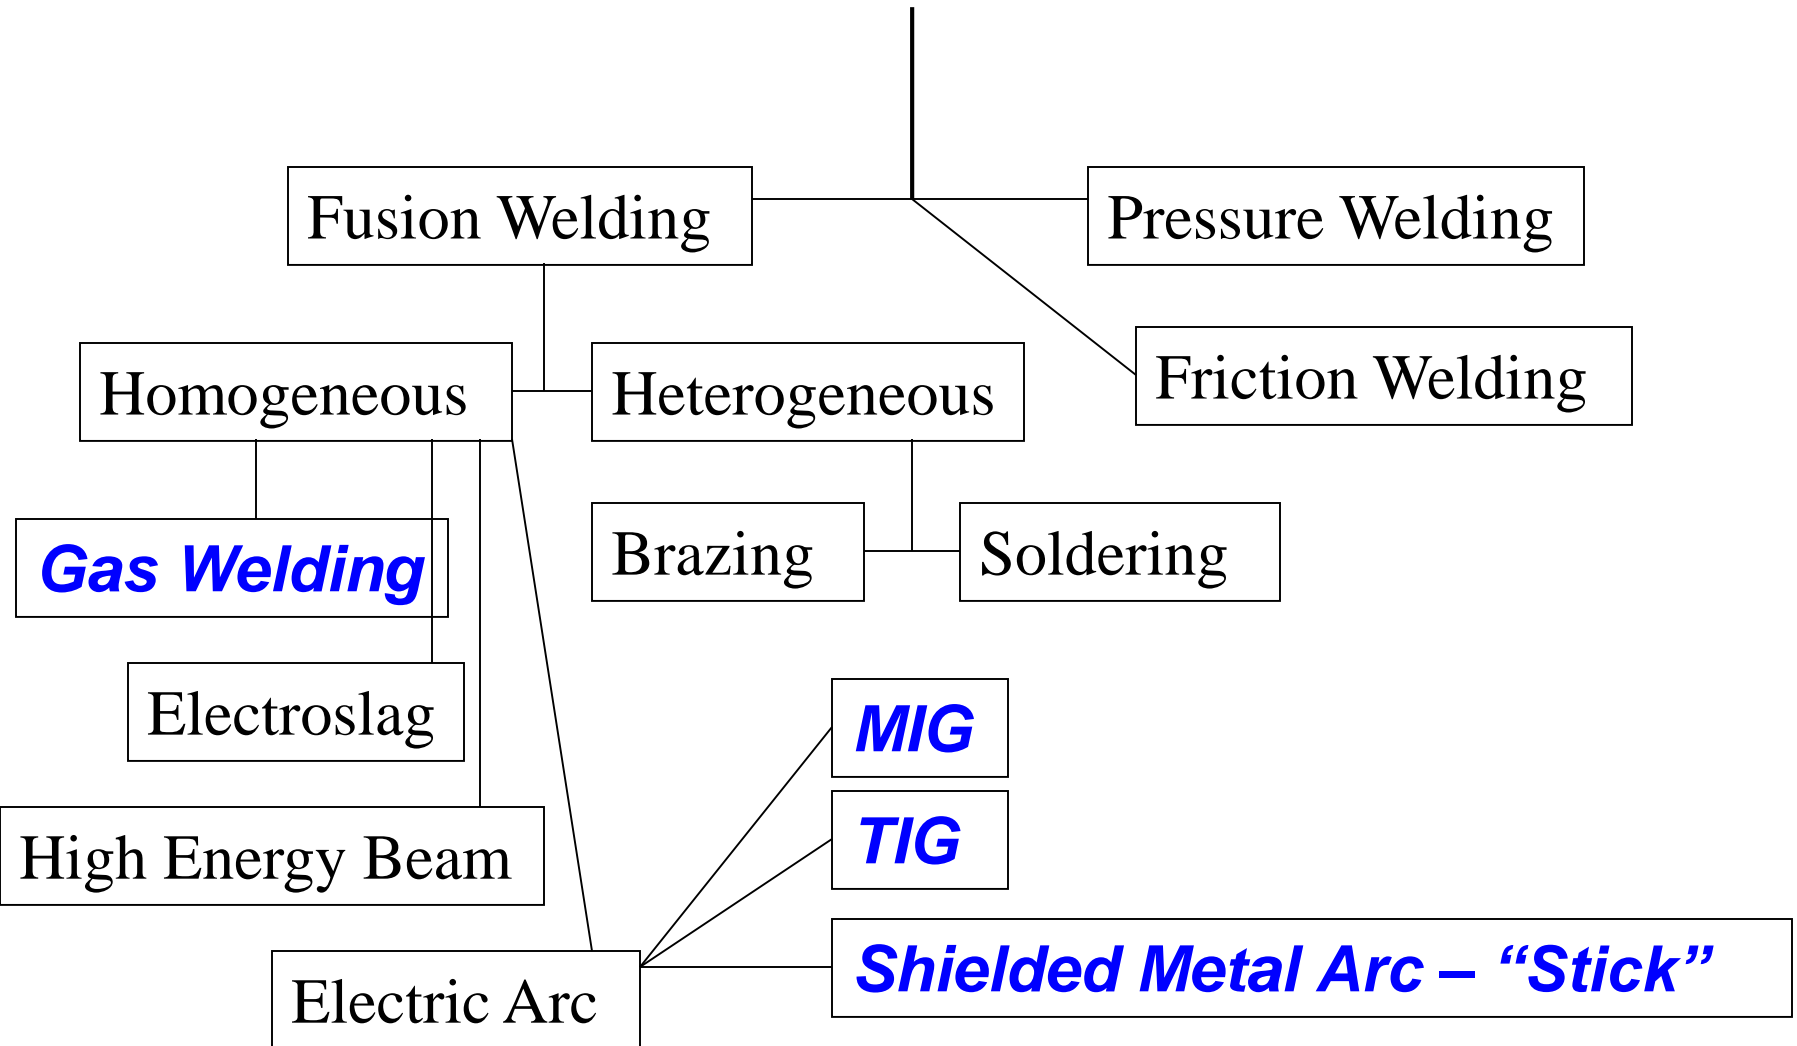 Fusion Welding
Pressure Welding
Friction Welding
Homogeneous
Heterogeneous
Brazing
Soldering
Gas Welding
Electroslag
MIG
TIG
High Energy Beam
Shielded Metal Arc – “Stick”
Electric Arc